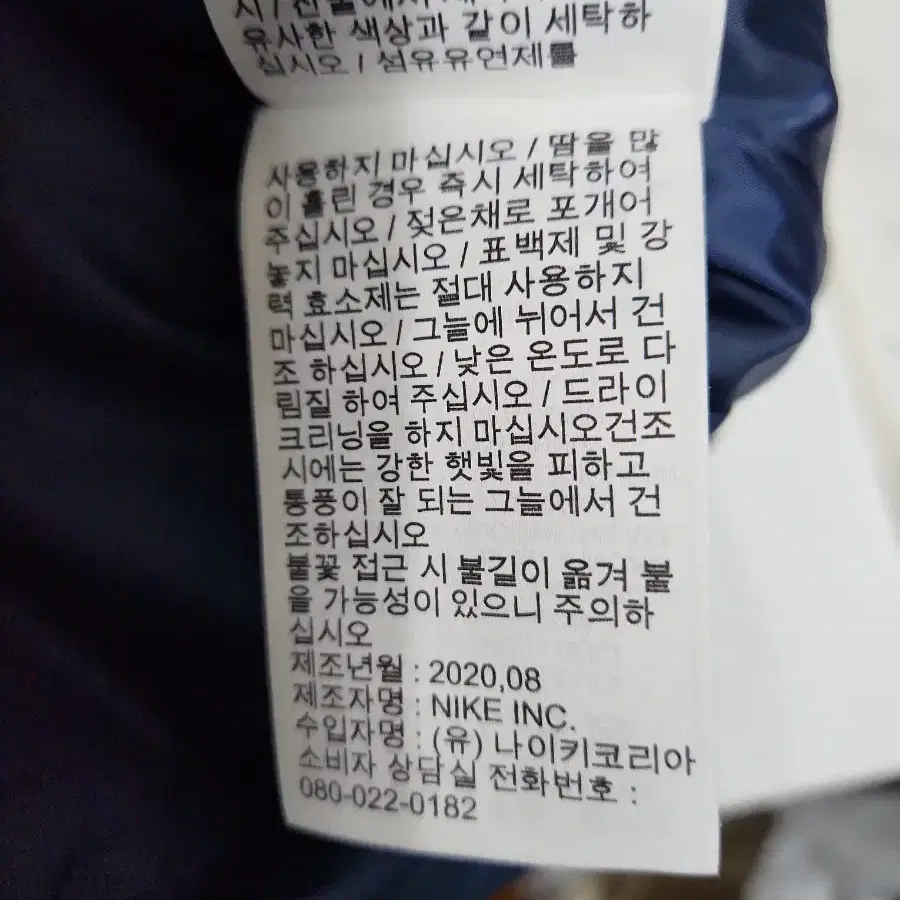 시 / 찬물에서
유사한 색상과 같이 세탁하
십시오 / 섬유유연제를
사용하지 마십시오 / 땀을 많
이 흘린 경우 즉시 세탁하여
주십시오 / 젖은채로 포개어
놓지 마십시오 / 표백제 및 강
력 효소제는 절대 사용하지
마십시오 / 그늘에 뉘어서 건
조 하십시오 / 낮은 온도로 다
림질 하여 주십시오 / 드라이
크리닝을 하지 마십시오건조
시에는 강한 햇빛을 피하고
통풍이 잘 되는 그늘에서 건
조하십시오
불꽃 접근 시 불길이 옮겨 붙
을 가능성이 있으니 주의하
십시오
제조년월 : 2020,08
제조자명 : NIKE INC.
수입자명 : (유) 나이키코리아
소비자 상담실 전화번호 :
080-022-0182